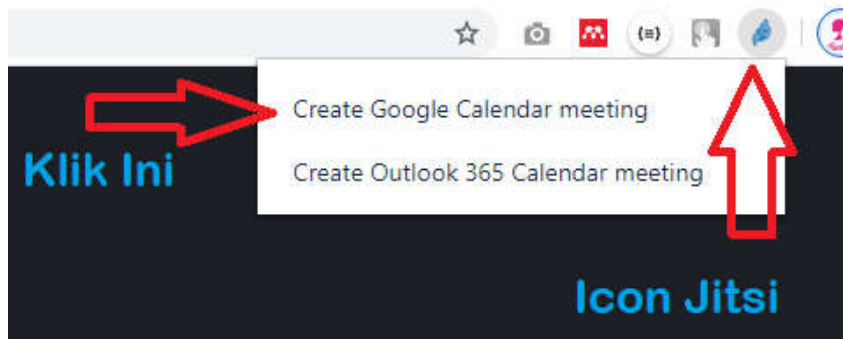 (≡)
Create Google Calendar meeting
Klik Ini
Create Outlook 365 Calendar meeting
Icon Jitsi